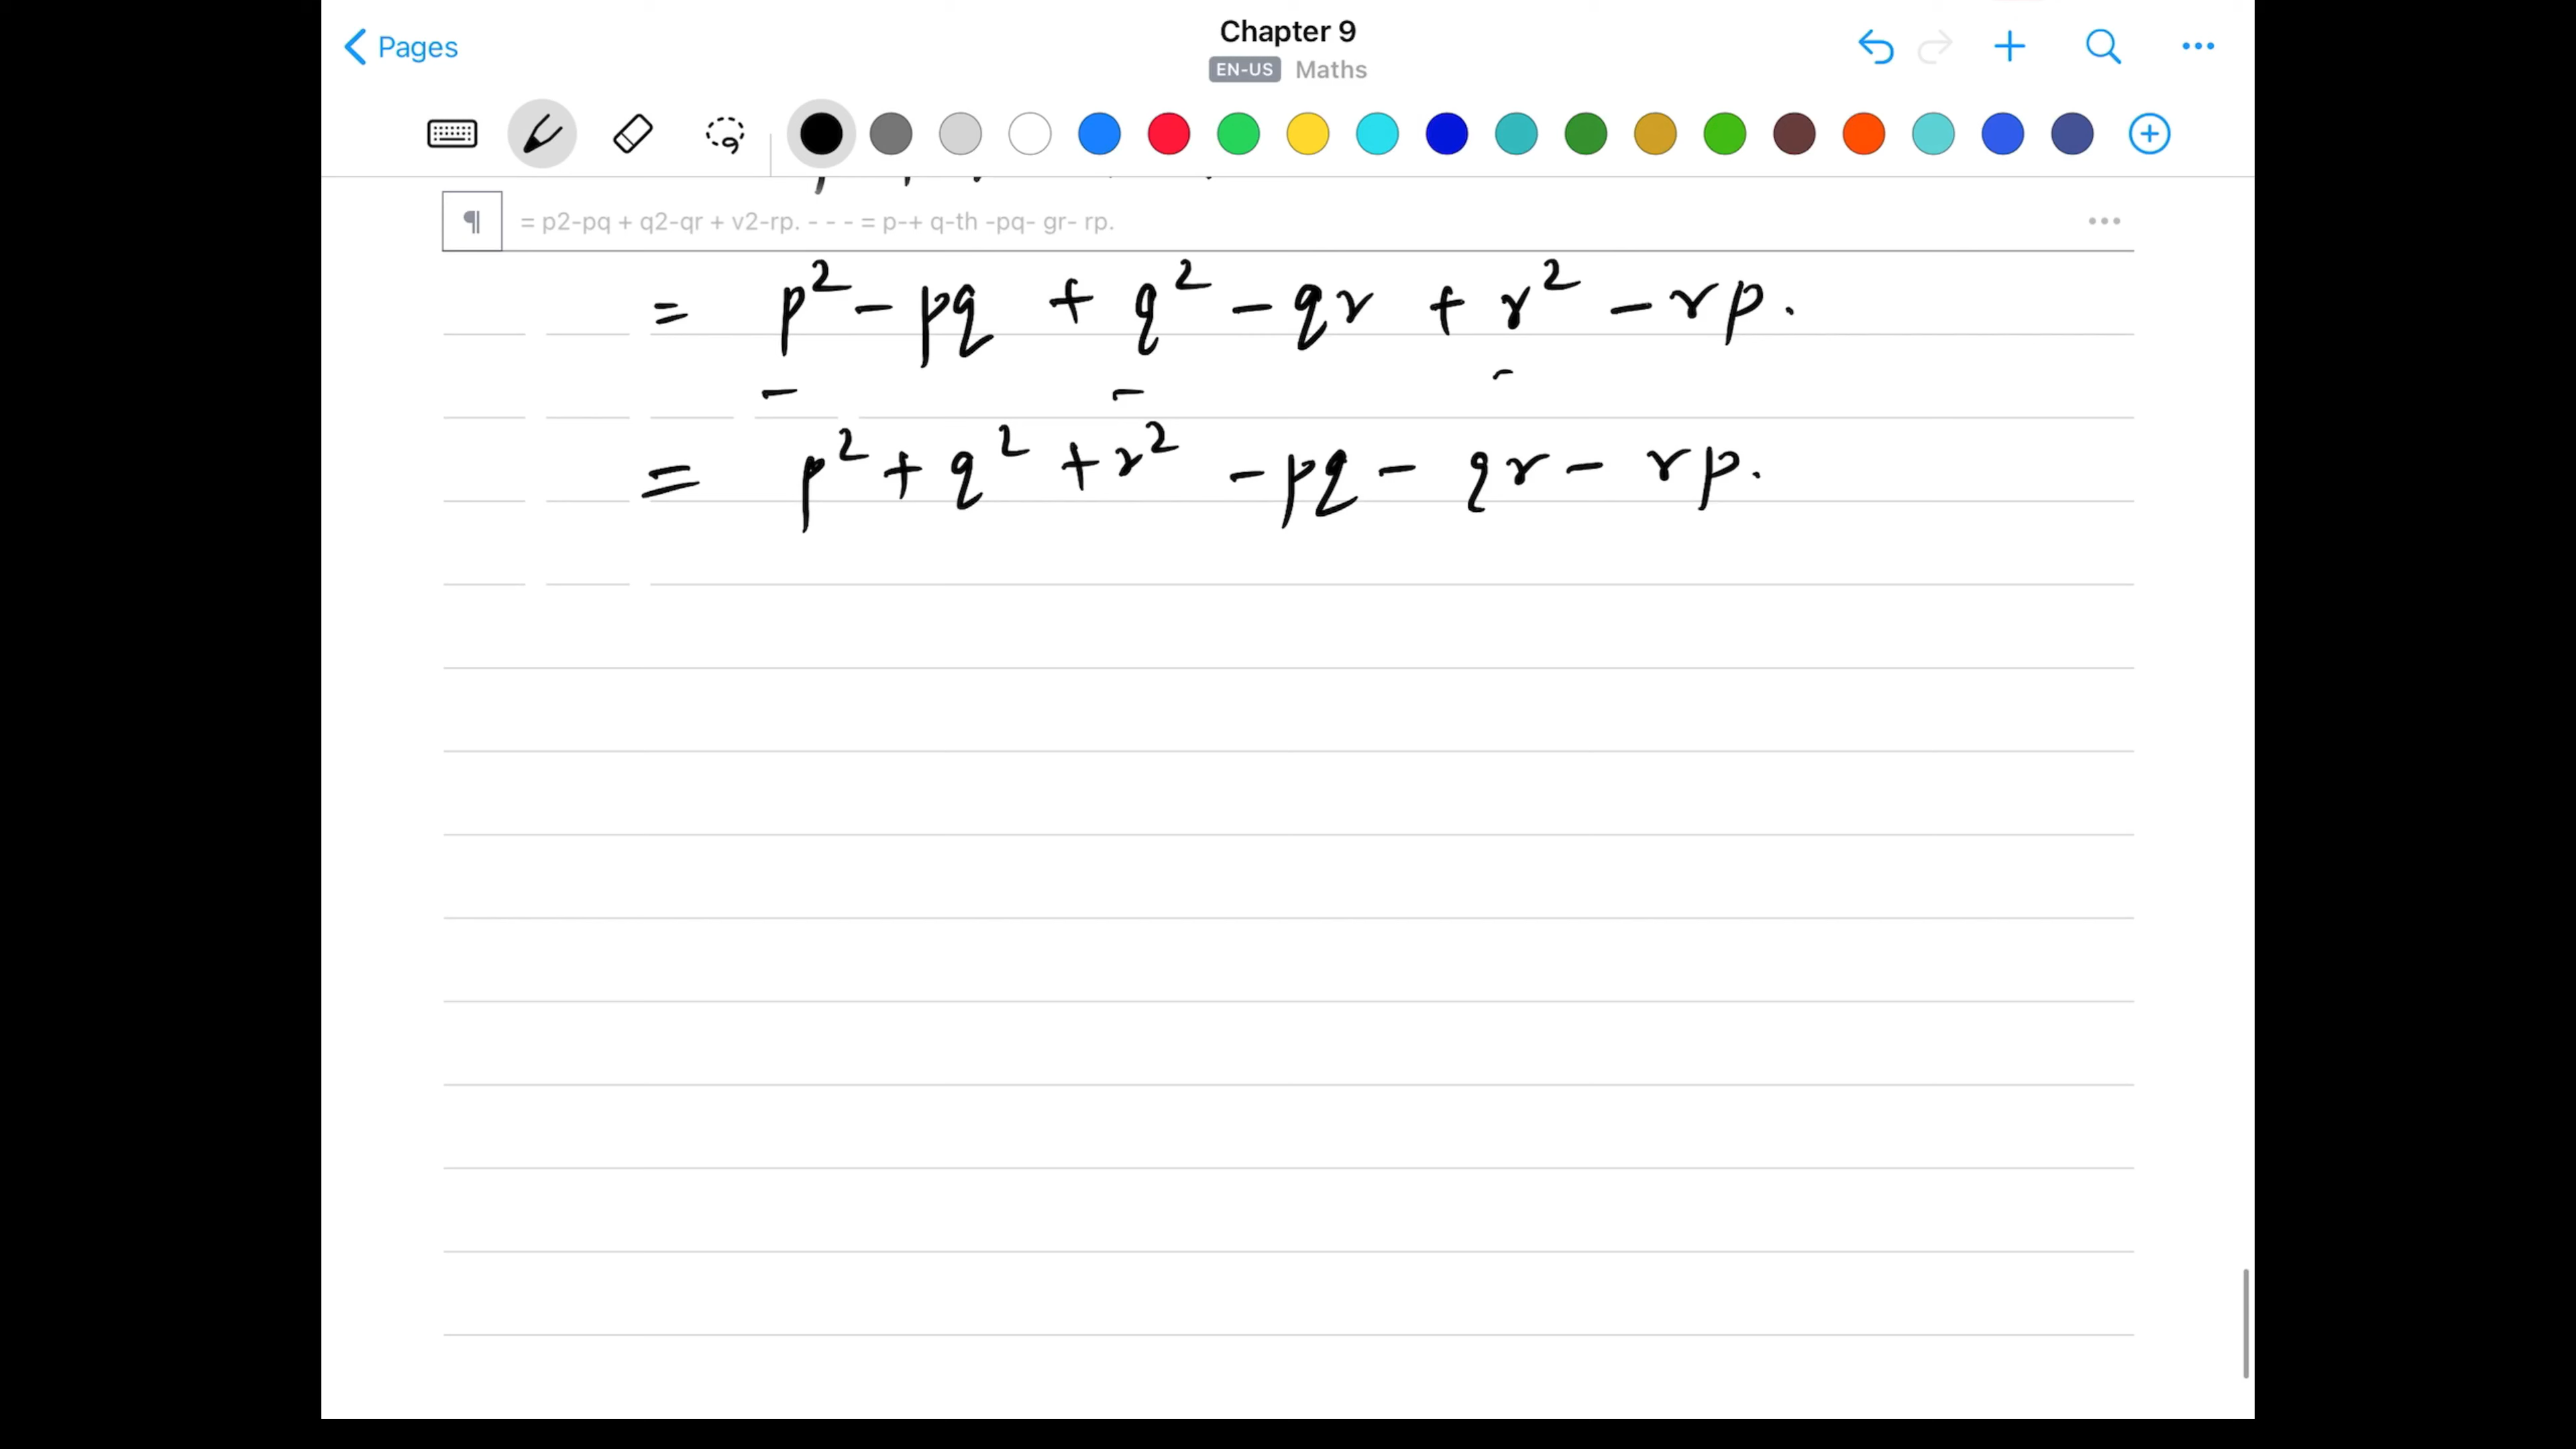 Pages
Chapter 9
EN-US Maths
= p2-pq + q2-qr + v2-rp. - - - = p-+ q-th -pq- gr- rp.
= p² - pq + q² - qr + r² - rp.
= p² + q² + r² - pq - qr - rp.